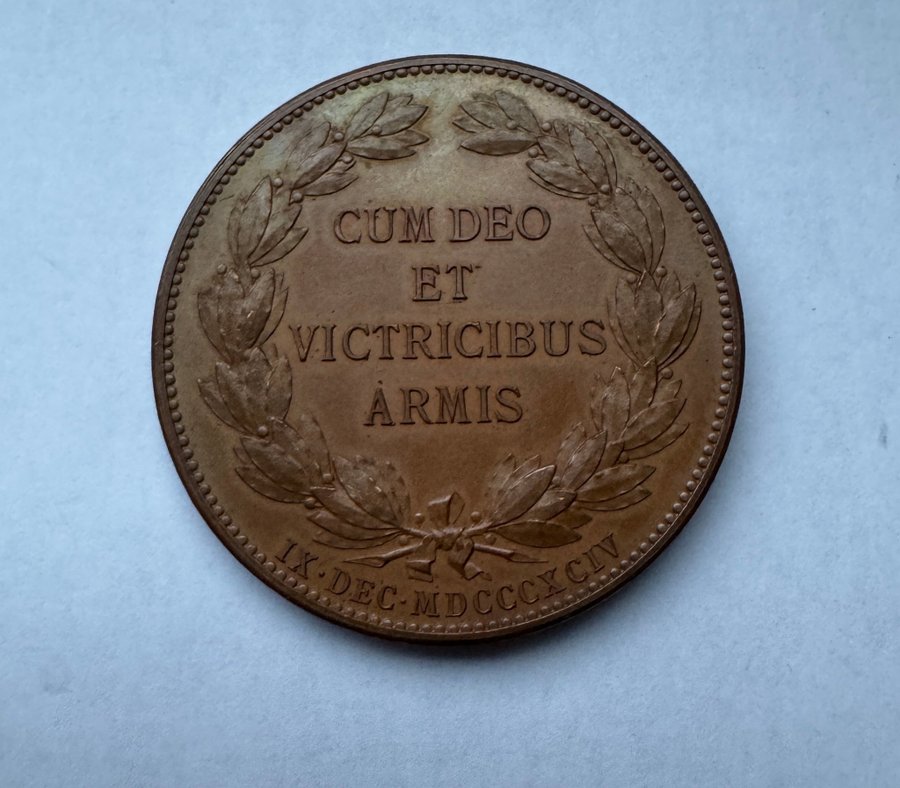 CUM DEO
ET
VICTRICIBUS
ARMIS
IX·DEC·MDCCCXCIV